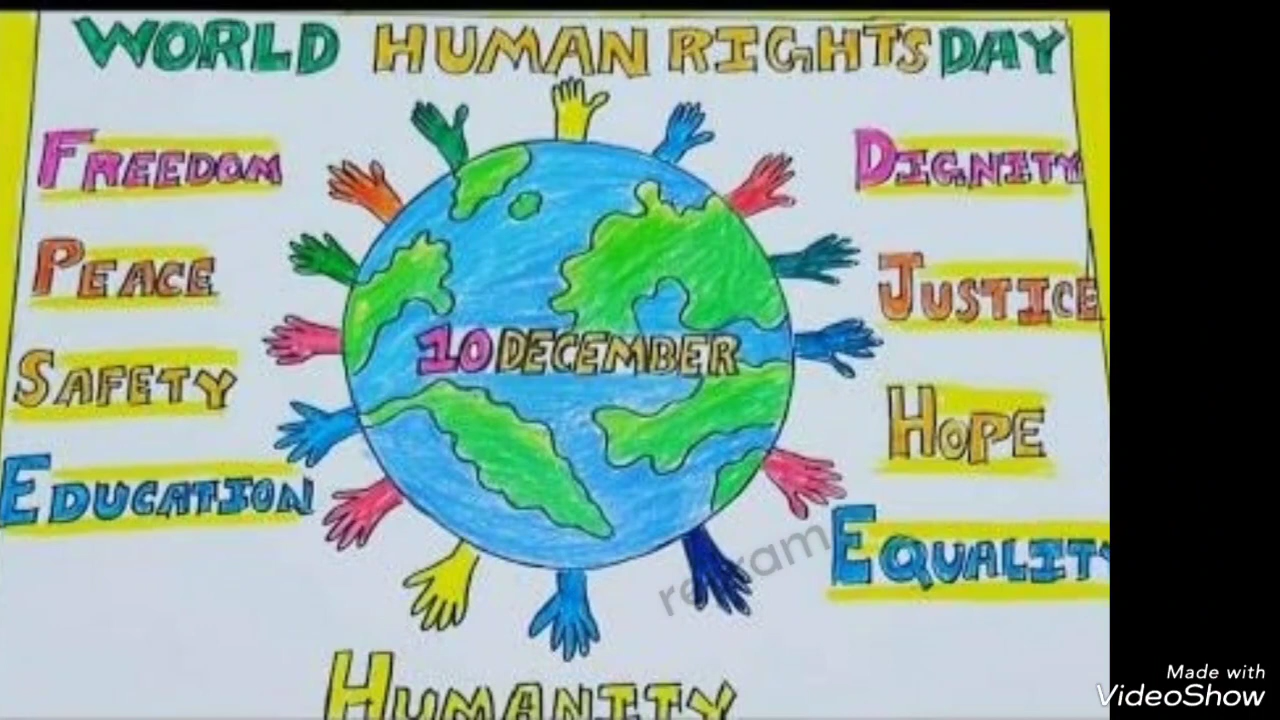 WORLD HUMAN RIGHTS DAY
FREEDOM
PEACE
SAFETY
EDUCATION
10 DECEMBER
DIGNITY
JUSTICE
HOPE
EQUALITY
HUMANITY
Made with
VideoShow